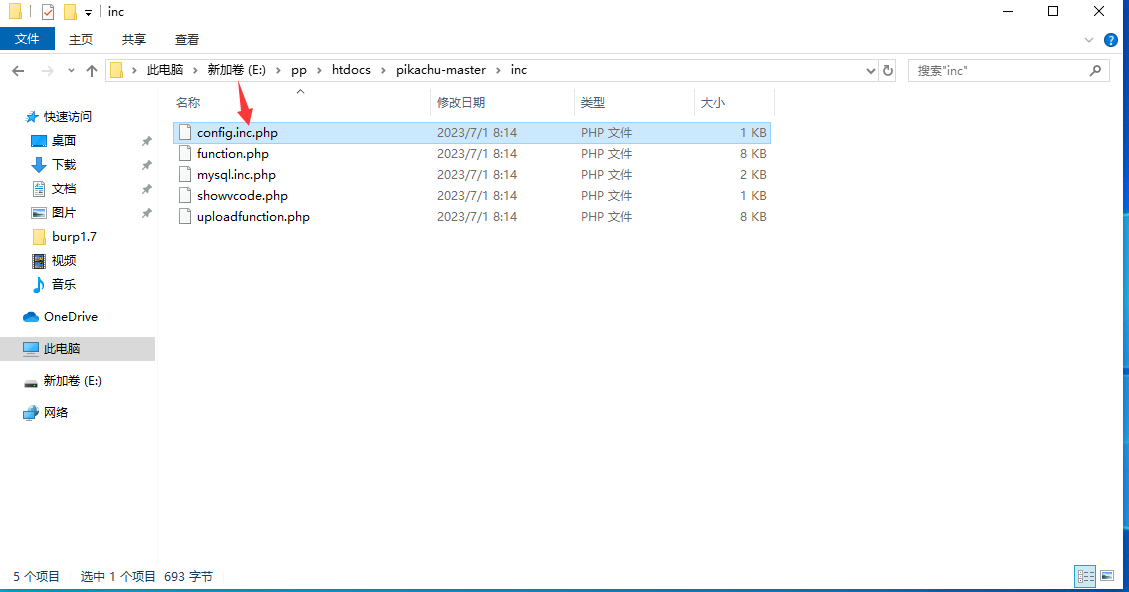 inc
文件 主页 共享 查看
此电脑 新加卷 (E:) pp htdocs pikachu-master inc 搜索"inc"
名称 修改日期 类型 大小
快速访问
桌面
下载
文档
图片
burp1.7
视频
音乐
OneDrive
此电脑
新加卷 (E:)
网络
config.inc.php 2023/7/1 8:14 PHP 文件 1 KB
function.php 2023/7/1 8:14 PHP 文件 8 KB
mysql.inc.php 2023/7/1 8:14 PHP 文件 2 KB
showvcode.php 2023/7/1 8:14 PHP 文件 1 KB
uploadfunction.php 2023/7/1 8:14 PHP 文件 8 KB
5 个项目 选中 1 个项目 693 字节